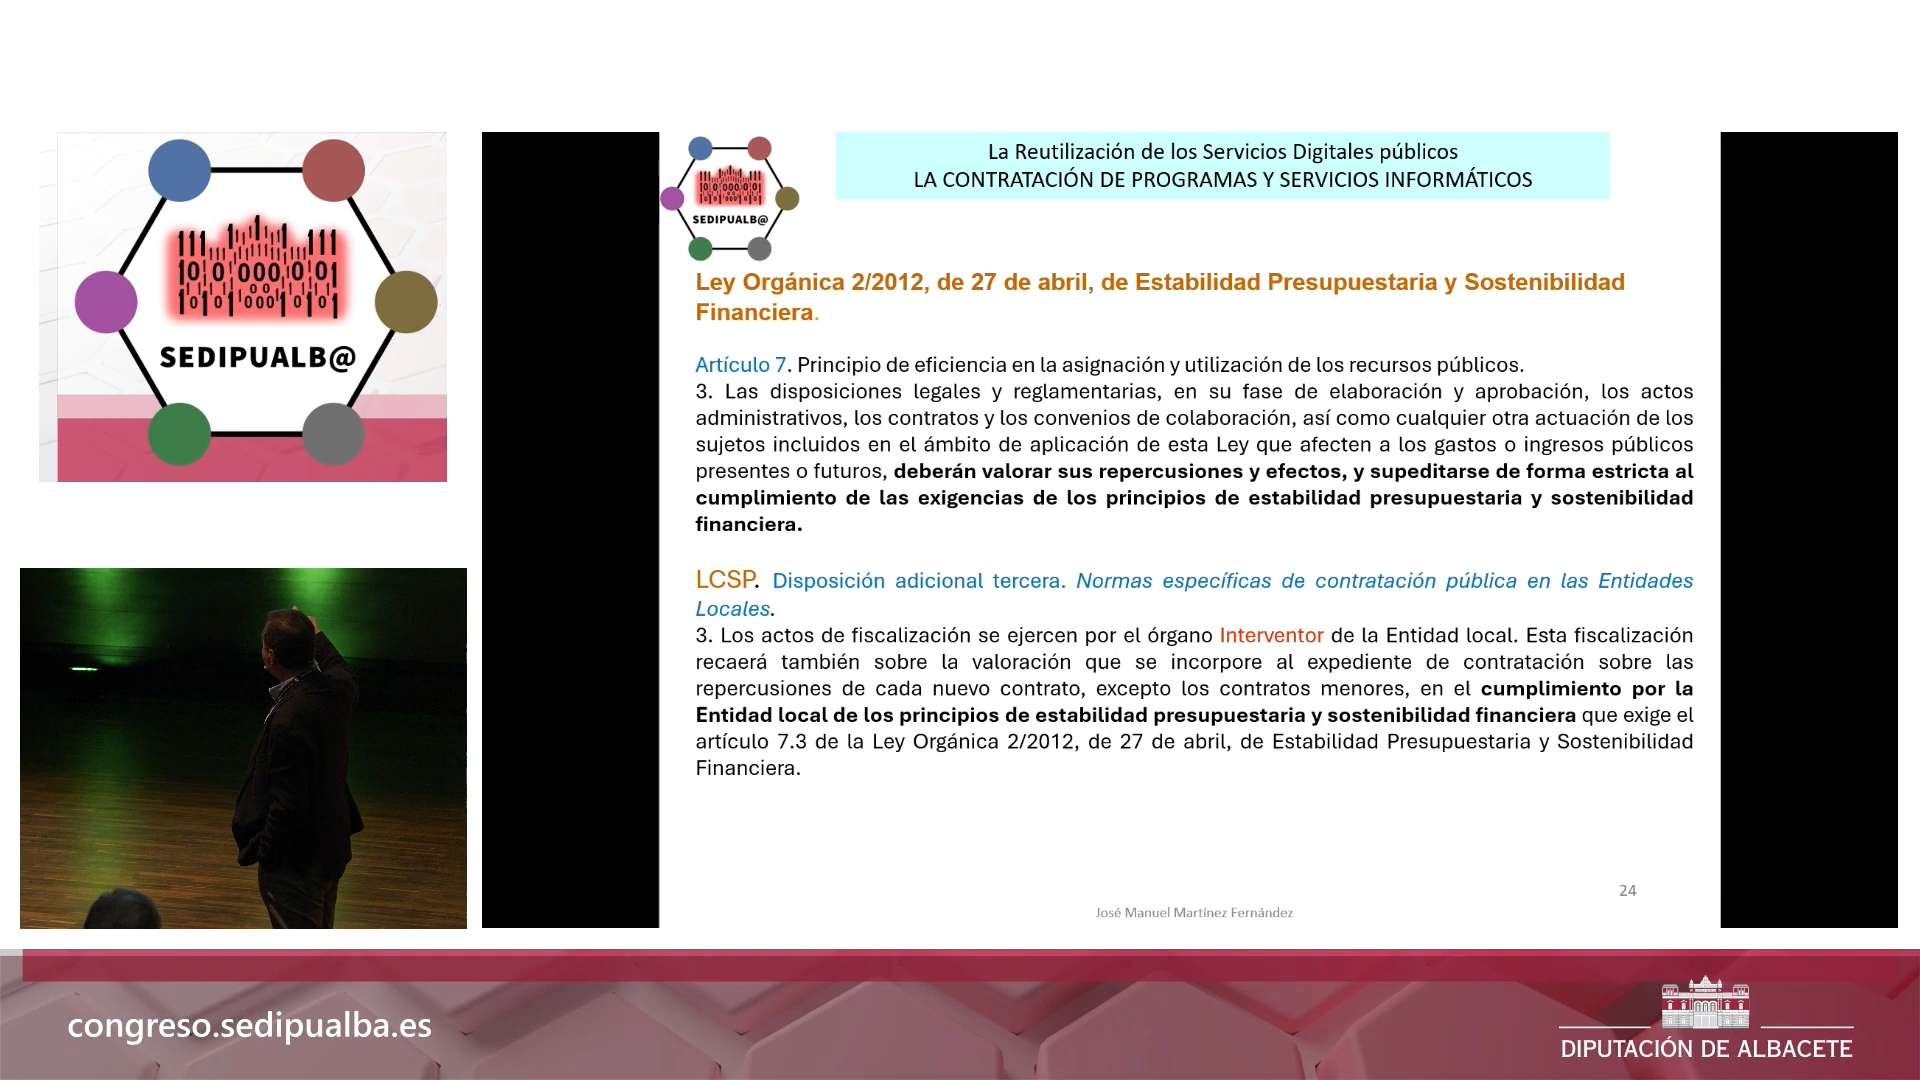 SEDIPUALB@
SEDIPUALB@
La Reutilización de los Servicios Digitales públicos
LA CONTRATACIÓN DE PROGRAMAS Y SERVICIOS INFORMÁTICOS
Ley Orgánica 2/2012, de 27 de abril, de Estabilidad Presupuestaria y Sostenibilidad
Financiera.
Artículo 7. Principio de eficiencia en la asignación y utilización de los recursos públicos.
3. Las disposiciones legales y reglamentarias, en su fase de elaboración y aprobación, los actos
administrativos, los contratos y los convenios de colaboración, así como cualquier otra actuación de los
sujetos incluidos en el ámbito de aplicación de esta Ley que afecten a los gastos o ingresos públicos
presentes o futuros, deberán valorar sus repercusiones y efectos, y supeditarse de forma estricta al
cumplimiento de las exigencias de los principios de estabilidad presupuestaria y sostenibilidad
financiera.
LCSP. Disposición adicional tercera. Normas específicas de contratación pública en las Entidades
Locales.
3. Los actos de fiscalización se ejercen por el órgano Interventor de la Entidad local. Esta fiscalización
recaerá también sobre la valoración que se incorpore al expediente de contratación sobre las
repercusiones de cada nuevo contrato, excepto los contratos menores, en el cumplimiento por la
Entidad local de los principios de estabilidad presupuestaria y sostenibilidad financiera que exige el
artículo 7.3 de la Ley Orgánica 2/2012, de 27 de abril, de Estabilidad Presupuestaria y Sostenibilidad
Financiera.
24
José Manuel Martínez Fernández
congreso.sedipualba.es
DIPUTACIÓN DE ALBACETE